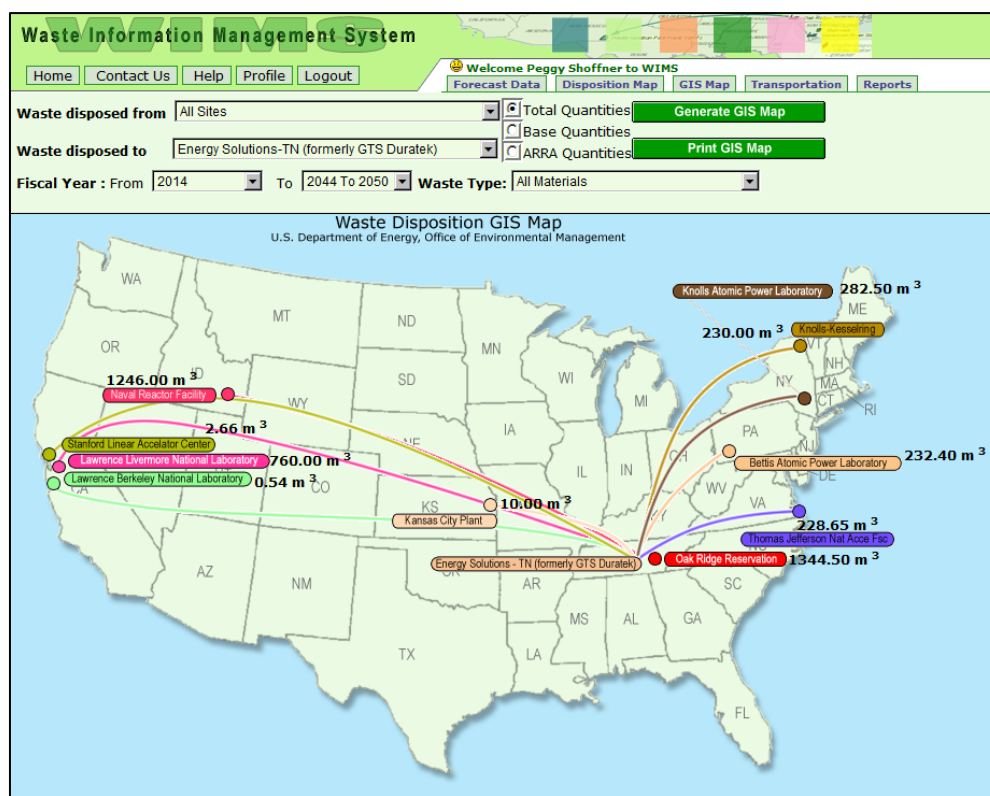 Waste Information Management System
WIMS
Home Contact Us Help Profile Logout
Welcome Peggy Shoffner to WIMS
Forecast Data Disposition Map GIS Map Transportation Reports
Waste disposed from All Sites Total Quantities Generate GIS Map
Base Quantities
Waste disposed to Energy Solutions-TN (formerly GTS Duratek) ARRA Quantities Print GIS Map
Fiscal Year : From 2014 To 2044 To 2050 Waste Type: All Materials
Waste Disposition GIS Map
U.S. Department of Energy, Office of Environmental Management
WA
Knolls Atomic Power Laboratory 282.50 m 3
ME
MT
ND
230.00 m 3 Knolls-Kesselring
VT
OR
MN
NH
ID
SD
WI
MI
NY
MA
1246.00 m 3
Naval Reactor Facility
WY
CT
RI
2.66 m 3
IA
PA
NJ
Stanford Linear Accelator Center
NE
Lawrence Livermore National Laboratory 760.00 m 3
IL
IN
Bettis Atomic Power Laboratory 232.40 m 3
Lawrence Berkeley National Laboratory 0.54 m 3
CA
CO
DE
WV
VA
KS
10.00 m 3
Kansas City Plant
228.65 m 3
Thomas Jefferson Nat Acce Fsc
Energy Solutions - TN (formerly GTS Duratek)
Oak Ridge Reservation 1344.50 m 3
AZ
NM
OK
AR
SC
MS
AL
GA
TX
LA
FL